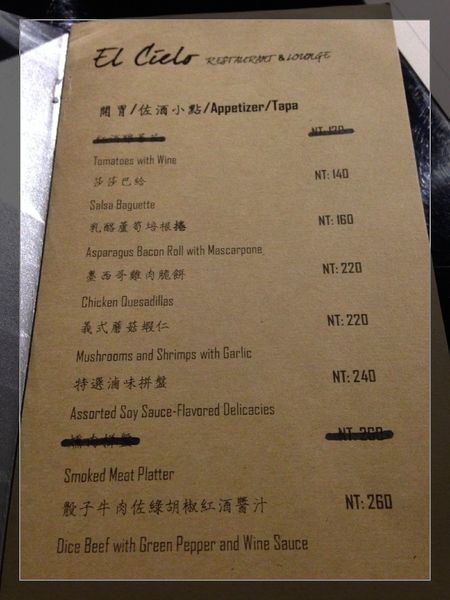 El Cielo RESTAURANT & LOUNGE
開胃/佐酒小點/Appetizer/Tapa
Tomatoes with Wine
莎莎巴給 NT: 140
Salsa Baguette
乳酪蘆筍培根捲 NT: 160
Asparagus Bacon Roll with Mascarpone
墨西哥雞肉脆餅 NT: 220
Chicken Quesadillas
義式蘑菇蝦仁 NT: 220
Mushrooms and Shrimps with Garlic
特選滷味拼盤 NT: 240
Assorted Soy Sauce-Flavored Delicacies
NT: 260
Smoked Meat Platter
骰子牛肉佐綠胡椒紅酒醬汁 NT: 260
Dice Beef with Green Pepper and Wine Sauce